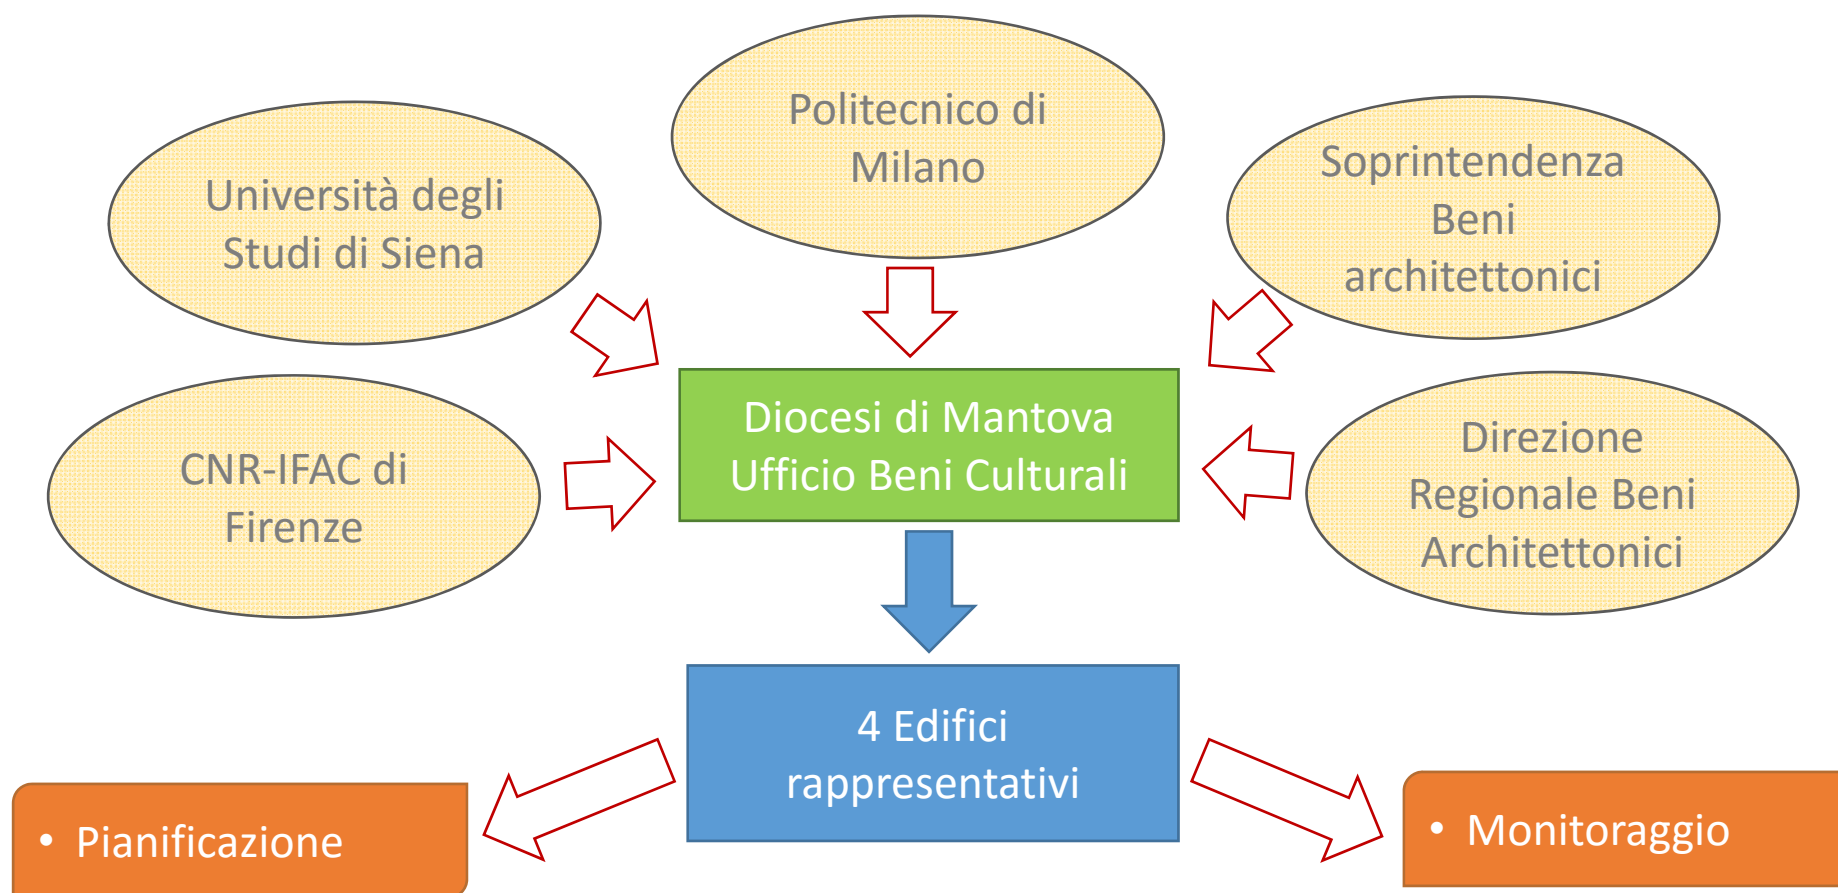 Politecnico di
Milano
Università degli
Studi di Siena
Soprintendenza
Beni
architettonici
CNR-IFAC di
Firenze
Diocesi di Mantova
Ufficio Beni Culturali
Direzione
Regionale Beni
Architettonici
4 Edifici
rappresentativi
• Pianificazione
• Monitoraggio